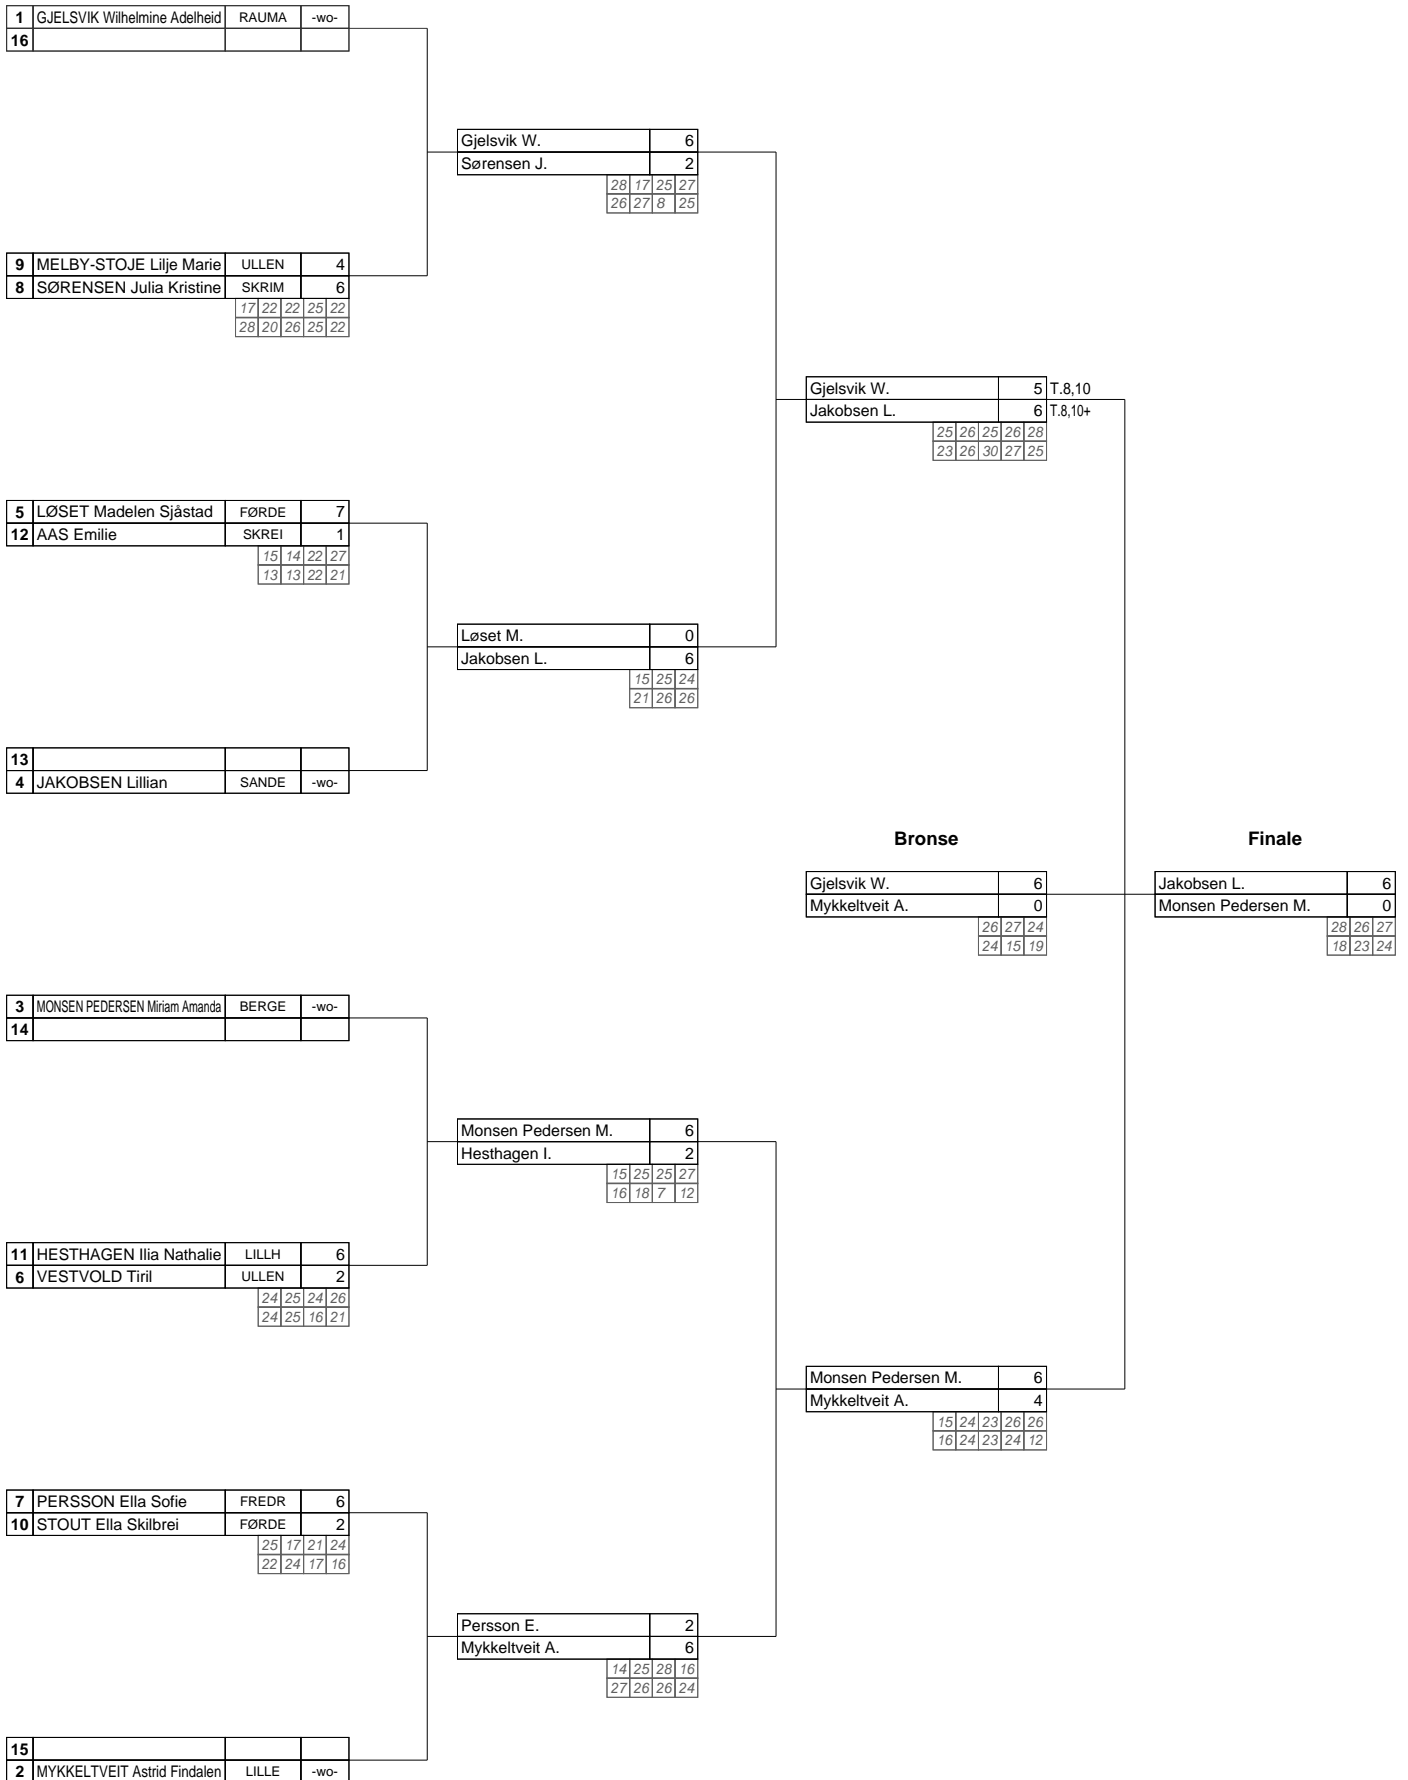 1 GJELSVIK Wilhelmine Adelheid RAUMA -wo-
16
Gjelsvik W. 6
Sørensen J. 2
28 17 25 27
26 27 8 25
9 MELBY-STOJE Lilje Marie ULLEN 4
8 SØRENSEN Julia Kristine SKRIM 6
17 22 22 25 22
28 20 26 25 22
Gjelsvik W. 5 T.8,10
Jakobsen L. 6 T.8,10+
25 26 25 26 28
23 26 30 27 25
5 LØSET Madelen Sjåstad FØRDE 7
12 AAS Emilie SKREI 1
15 14 22 27
13 13 22 21
Løset M. 0
Jakobsen L. 6
15 25 24
21 26 26
13
4 JAKOBSEN Lillian SANDE -wo-
Bronse Finale
Gjelsvik W. 6 Jakobsen L. 6
Mykkeltveit A. 0 Monsen Pedersen M. 0
26 27 24 28 26 27
24 15 19 18 23 24
3 MONSEN PEDERSEN Miriam Amanda BERGE -wo-
14
Monsen Pedersen M. 6
Hesthagen I. 2
15 25 25 27
16 18 7 12
11 HESTHAGEN Ilia Nathalie LILLH 6
6 VESTVOLD Tiril ULLEN 2
24 25 24 26
24 25 16 21
Monsen Pedersen M. 6
Mykkeltveit A. 4
15 24 23 26 26
16 24 23 24 12
7 PERSSON Ella Sofie FREDR 6
10 STOUT Ella Skilbrei FØRDE 2
25 17 21 24
22 24 17 16
Persson E. 2
Mykkeltveit A. 6
14 25 28 16
27 26 26 24
15
2 MYKKELTVEIT Astrid Findalen LILLE -wo-